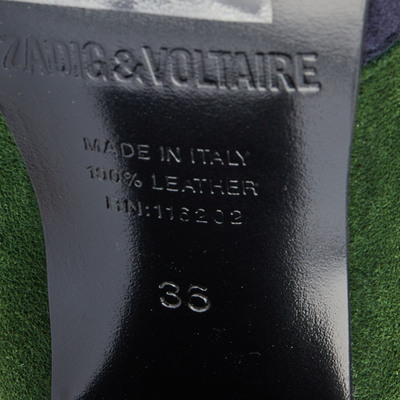 ZADIG&VOLTAIRE
MADE IN ITALY
100% LEATHER
RN:116202
36